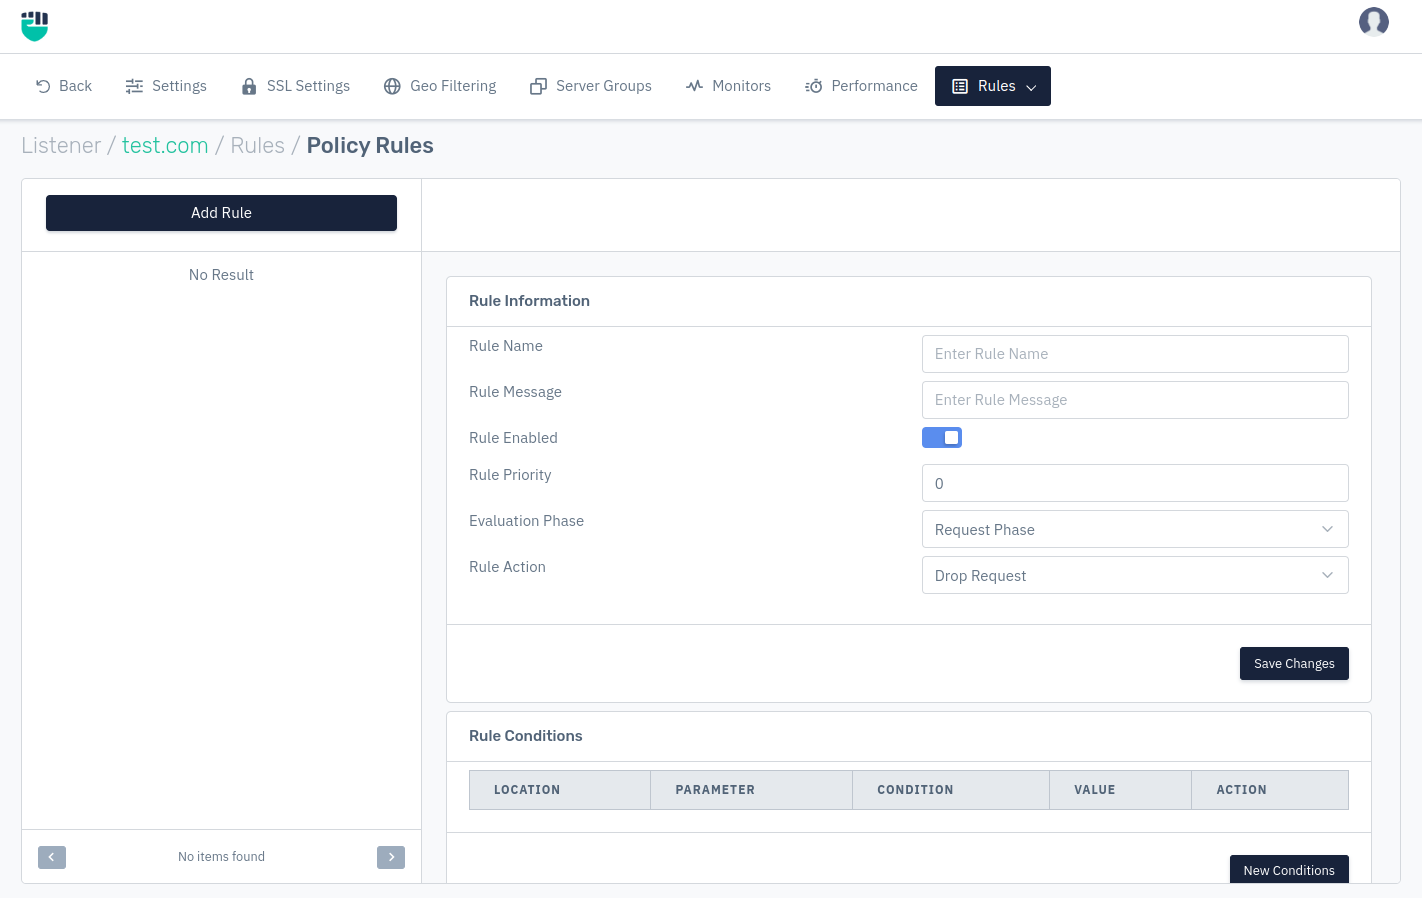 Back Settings SSL Settings Geo Filtering Server Groups Monitors Performance Rules
Listener / test.com / Rules / Policy Rules
Add Rule
No Result
No items found
Rule Information
Rule Name Enter Rule Name
Rule Message Enter Rule Message
Rule Enabled
Rule Priority 0
Evaluation Phase Request Phase
Rule Action Drop Request
Save Changes
Rule Conditions
LOCATION PARAMETER CONDITION VALUE ACTION
New Conditions